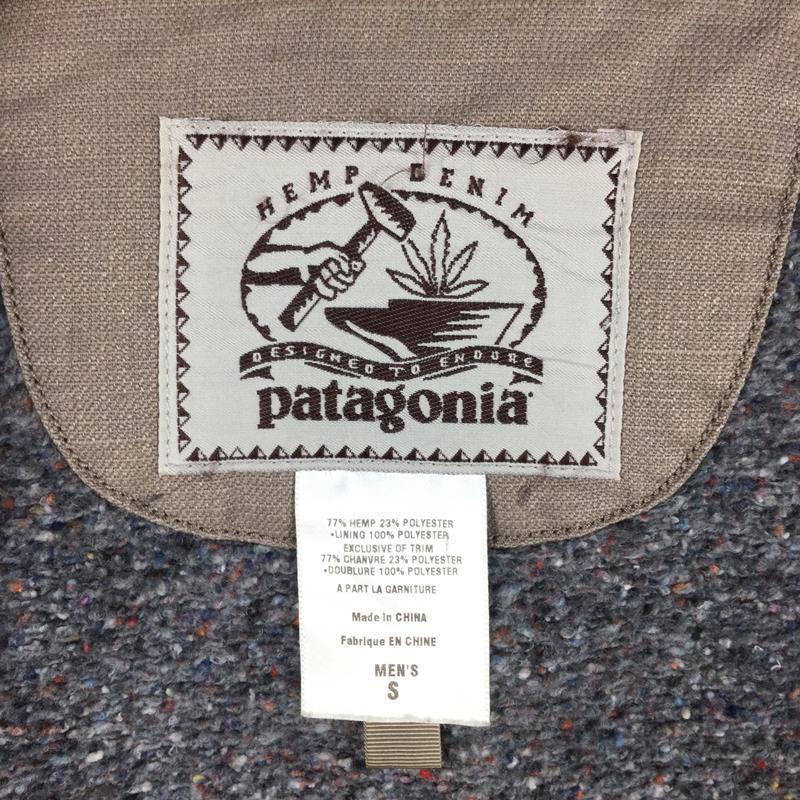 HEMP DENIM
DESIGNED TO ENDURE
patagonia
77% HEMP 23% POLYESTER
•LINING 100% POLYESTER
EXCLUSIVE OF TRIM
77% CHANVRE 23% POLYESTER
•DOUBLURE 100% POLYESTER
A PART LA GARNITURE
Made in CHINA
Fabrique EN CHINE
MEN'S
S